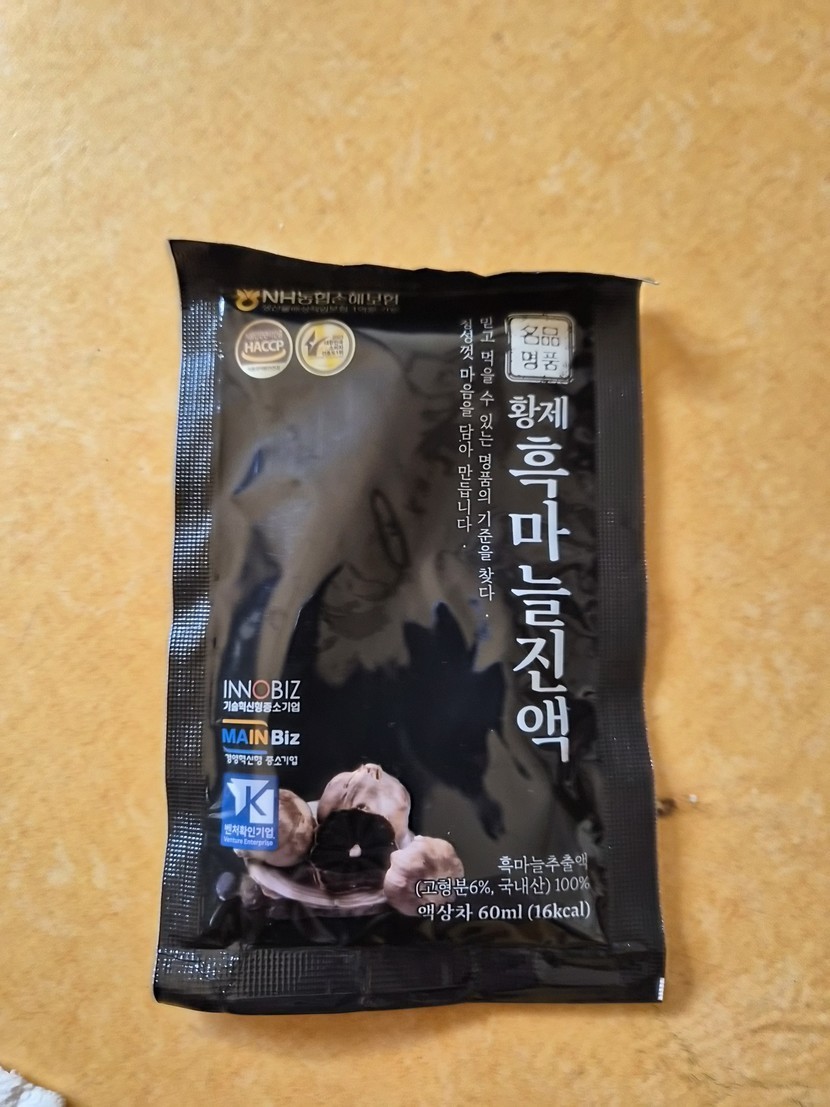 NH농협손해보험
HACCP
名品
명품
황제
흑마늘진액
믿고 먹을 수 있는 명품의 기준을 찾다.
정성껏 마음을 담아 만듭니다.
INNOBIZ
기술혁신형중소기업
MAINBiz
경영혁신형 중소기업
벤처확인기업
Venture Enterprise
흑마늘추출액
(고형분6%, 국내산) 100%
액상차 60ml (16kcal)